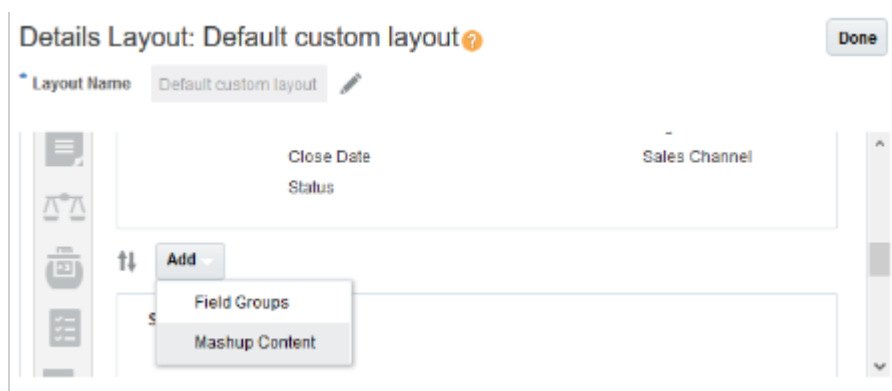 Details Layout: Default custom layout
Done
* Layout Name Default custom layout
Close Date Sales Channel
Status
Add
Field Groups
Mashup Content